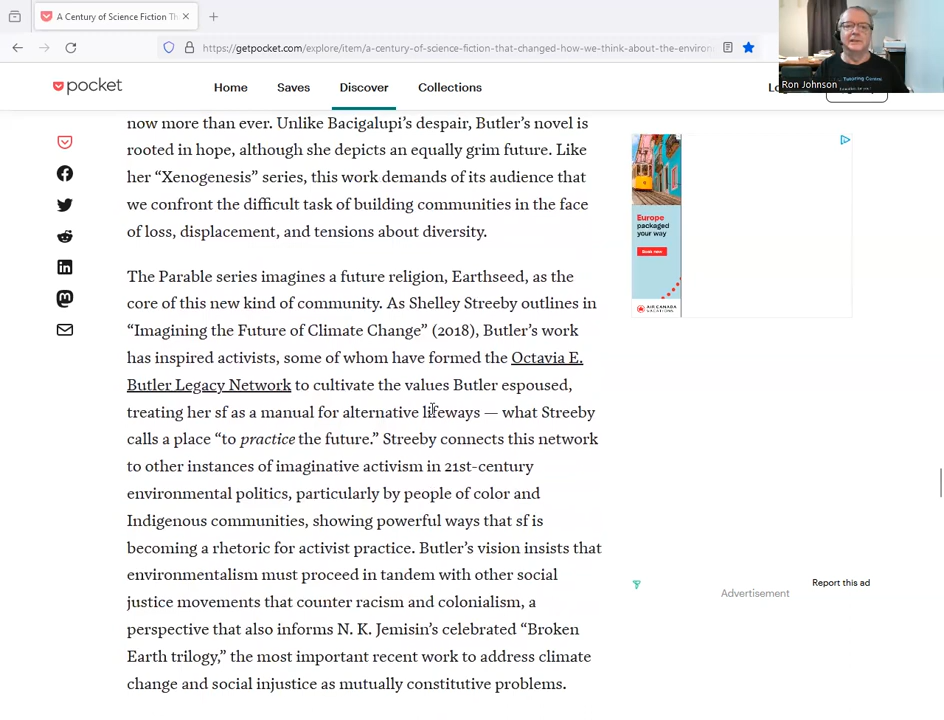 A Century of Science Fiction Th
https://getpocket.com/explore/item/a-century-of-science-fiction-that-changed-how-we-think-about-the-environ
Ron Johnson
Tutoring Centre
pocket
Home
Saves
Discover
Collections
now more than ever. Unlike Bacigalupi’s despair, Butler’s novel is
rooted in hope, although she depicts an equally grim future. Like
her “Xenogenesis” series, this work demands of its audience that
we confront the difficult task of building communities in the face
of loss, displacement, and tensions about diversity.
The Parable series imagines a future religion, Earthseed, as the
core of this new kind of community. As Shelley Streeby outlines in
“Imagining the Future of Climate Change” (2018), Butler’s work
has inspired activists, some of whom have formed the Octavia E.
Butler Legacy Network to cultivate the values Butler espoused,
treating her sf as a manual for alternative lifeways — what Streeby
calls a place “to practice the future.” Streeby connects this network
to other instances of imaginative activism in 21st-century
environmental politics, particularly by people of color and
Indigenous communities, showing powerful ways that sf is
becoming a rhetoric for activist practice. Butler’s vision insists that
environmentalism must proceed in tandem with other social
justice movements that counter racism and colonialism, a
perspective that also informs N. K. Jemisin’s celebrated “Broken
Earth trilogy,” the most important recent work to address climate
change and social injustice as mutually constitutive problems.
Europe
packaged
your way
Book now
AIR CANADA
VACATIONS
Advertisement
Report this ad